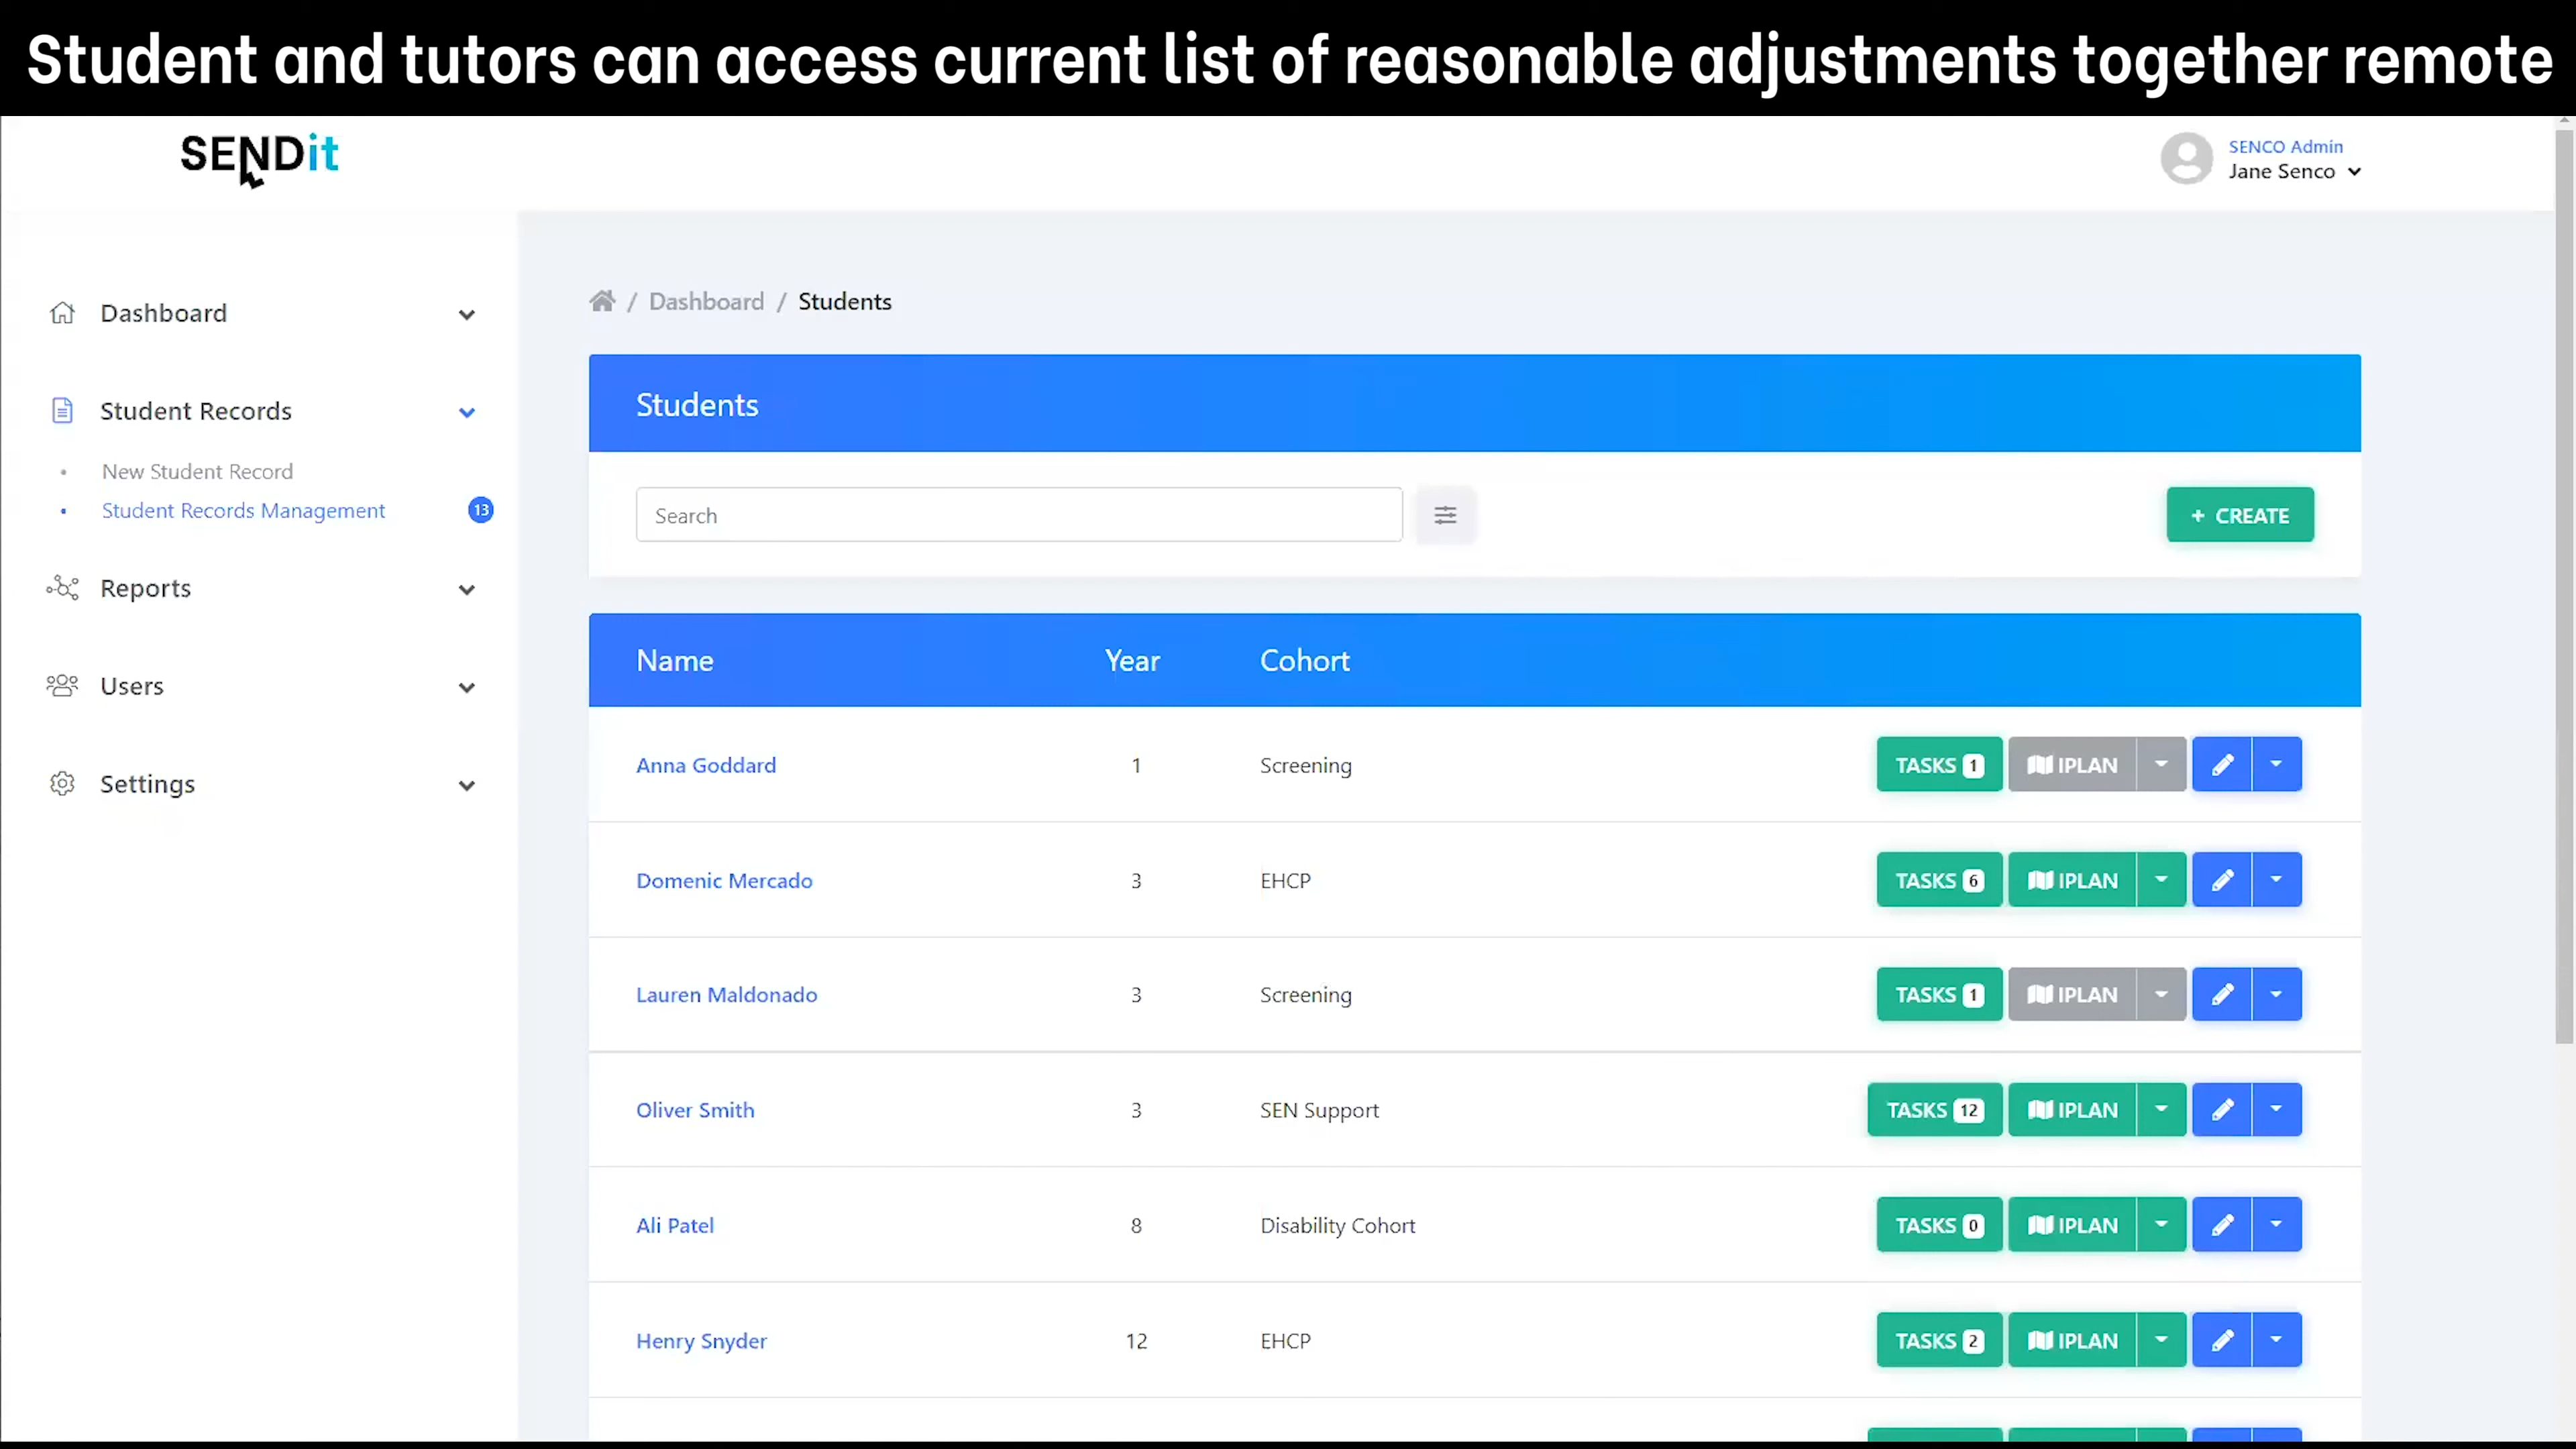 Student and tutors can access current list of reasonable adjustments together remote
SENDit
SENCO Admin
Jane Senco
Dashboard
Student Records
New Student Record
Student Records Management 13
Reports
Users
Settings
/ Dashboard / Students
Students
Search
+ CREATE
Name Year Cohort
Anna Goddard 1 Screening TASKS 1 IPLAN
Domenic Mercado 3 EHCP TASKS 6 IPLAN
Lauren Maldonado 3 Screening TASKS 1 IPLAN
Oliver Smith 3 SEN Support TASKS 12 IPLAN
Ali Patel 8 Disability Cohort TASKS 0 IPLAN
Henry Snyder 12 EHCP TASKS 2 IPLAN